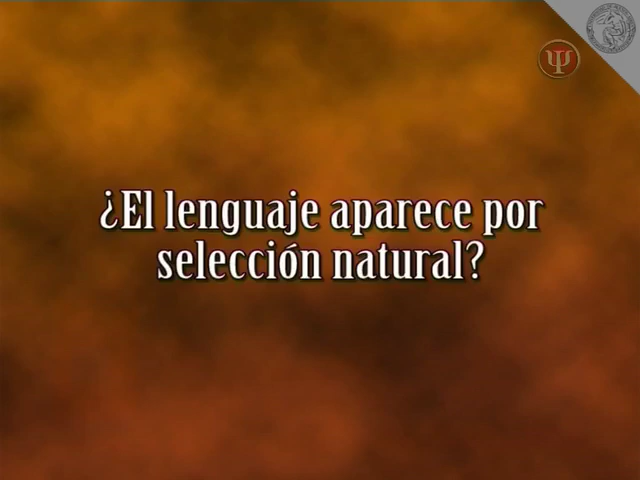 ¿El lenguaje aparece por
selección natural?
Ψ